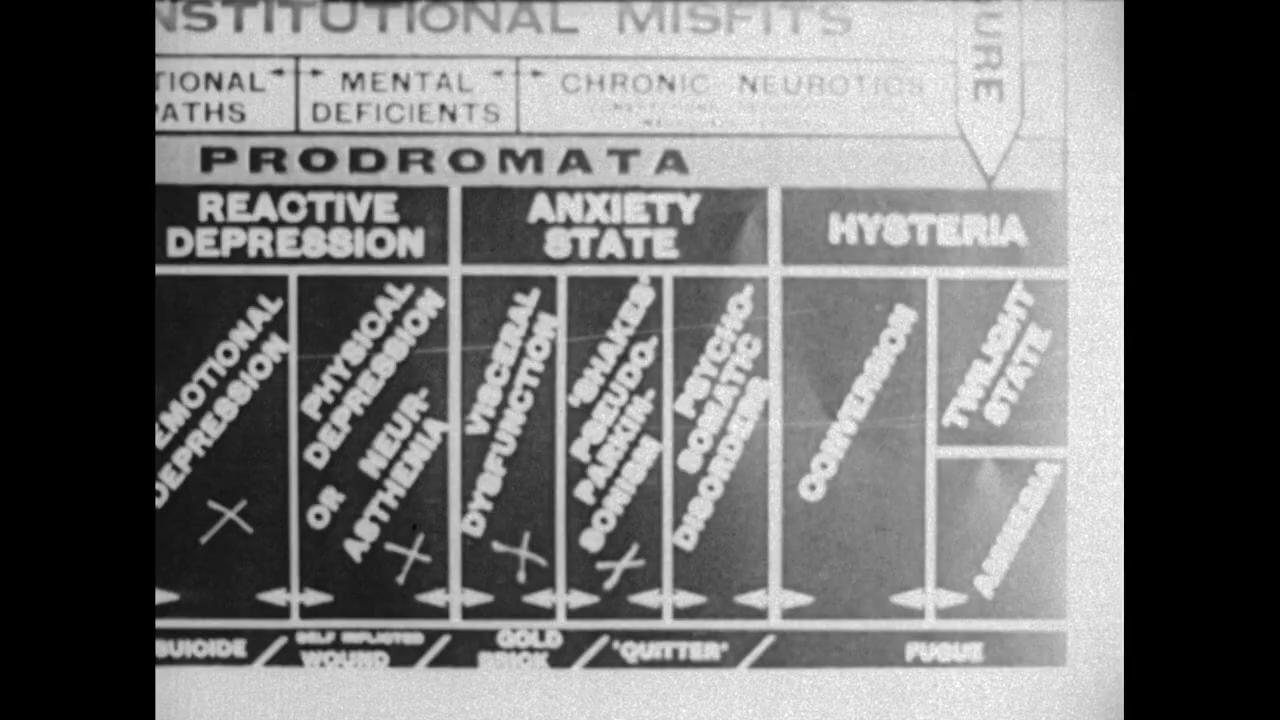 NSTITUTIONAL MISFITS
URE
TIONAL
PATHS
MENTAL
DEFICIENTS
CHRONIC NEUROTICS
PRODROMATA
REACTIVE
DEPRESSION
ANXIETY
STATE
HYSTERIA
EMOTIONAL
DEPRESSION
PHYSICAL
DEPRESSION
OR NEUR-
ASTHENIA
VISCERAL
DYSFUNCTION
'SHAKES'
PSEUDO-
PARKIN-
SONISM
PSYCHO-
SOMATIC
DISORDERS
CONVERSION
TWILIGHT
STATE
AMNESIA
SUICIDE
SELF INFLICTED
WOUND
GOLD
BRICK
'QUITTER'
FUGUE